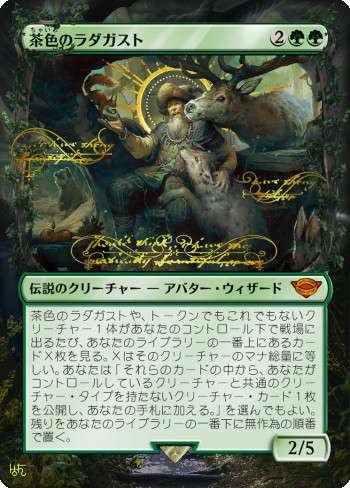 ちゃいろ
茶色のラダガスト 2
伝説のクリーチャー ― アバター・ウィザード
茶色のラダガストや、トークンでもこれでもない
クリーチャー１体があなたのコントロール下で戦場に
出るたび、あなたのライブラリーの一番上にあるカー
ドＸ枚を見る。Ｘはそのクリーチャーのマナ総量に等
しい。あなたは「それらのカードの中から、あなたが
コントロールしているクリーチャーと共通のクリーチ
ャー・タイプを持たないクリーチャー・カード１枚
を公開し、あなたの手札に加える。」を選んでもよい。
残りをあなたのライブラリーの一番下に無作為の順番
で置く。
2/5